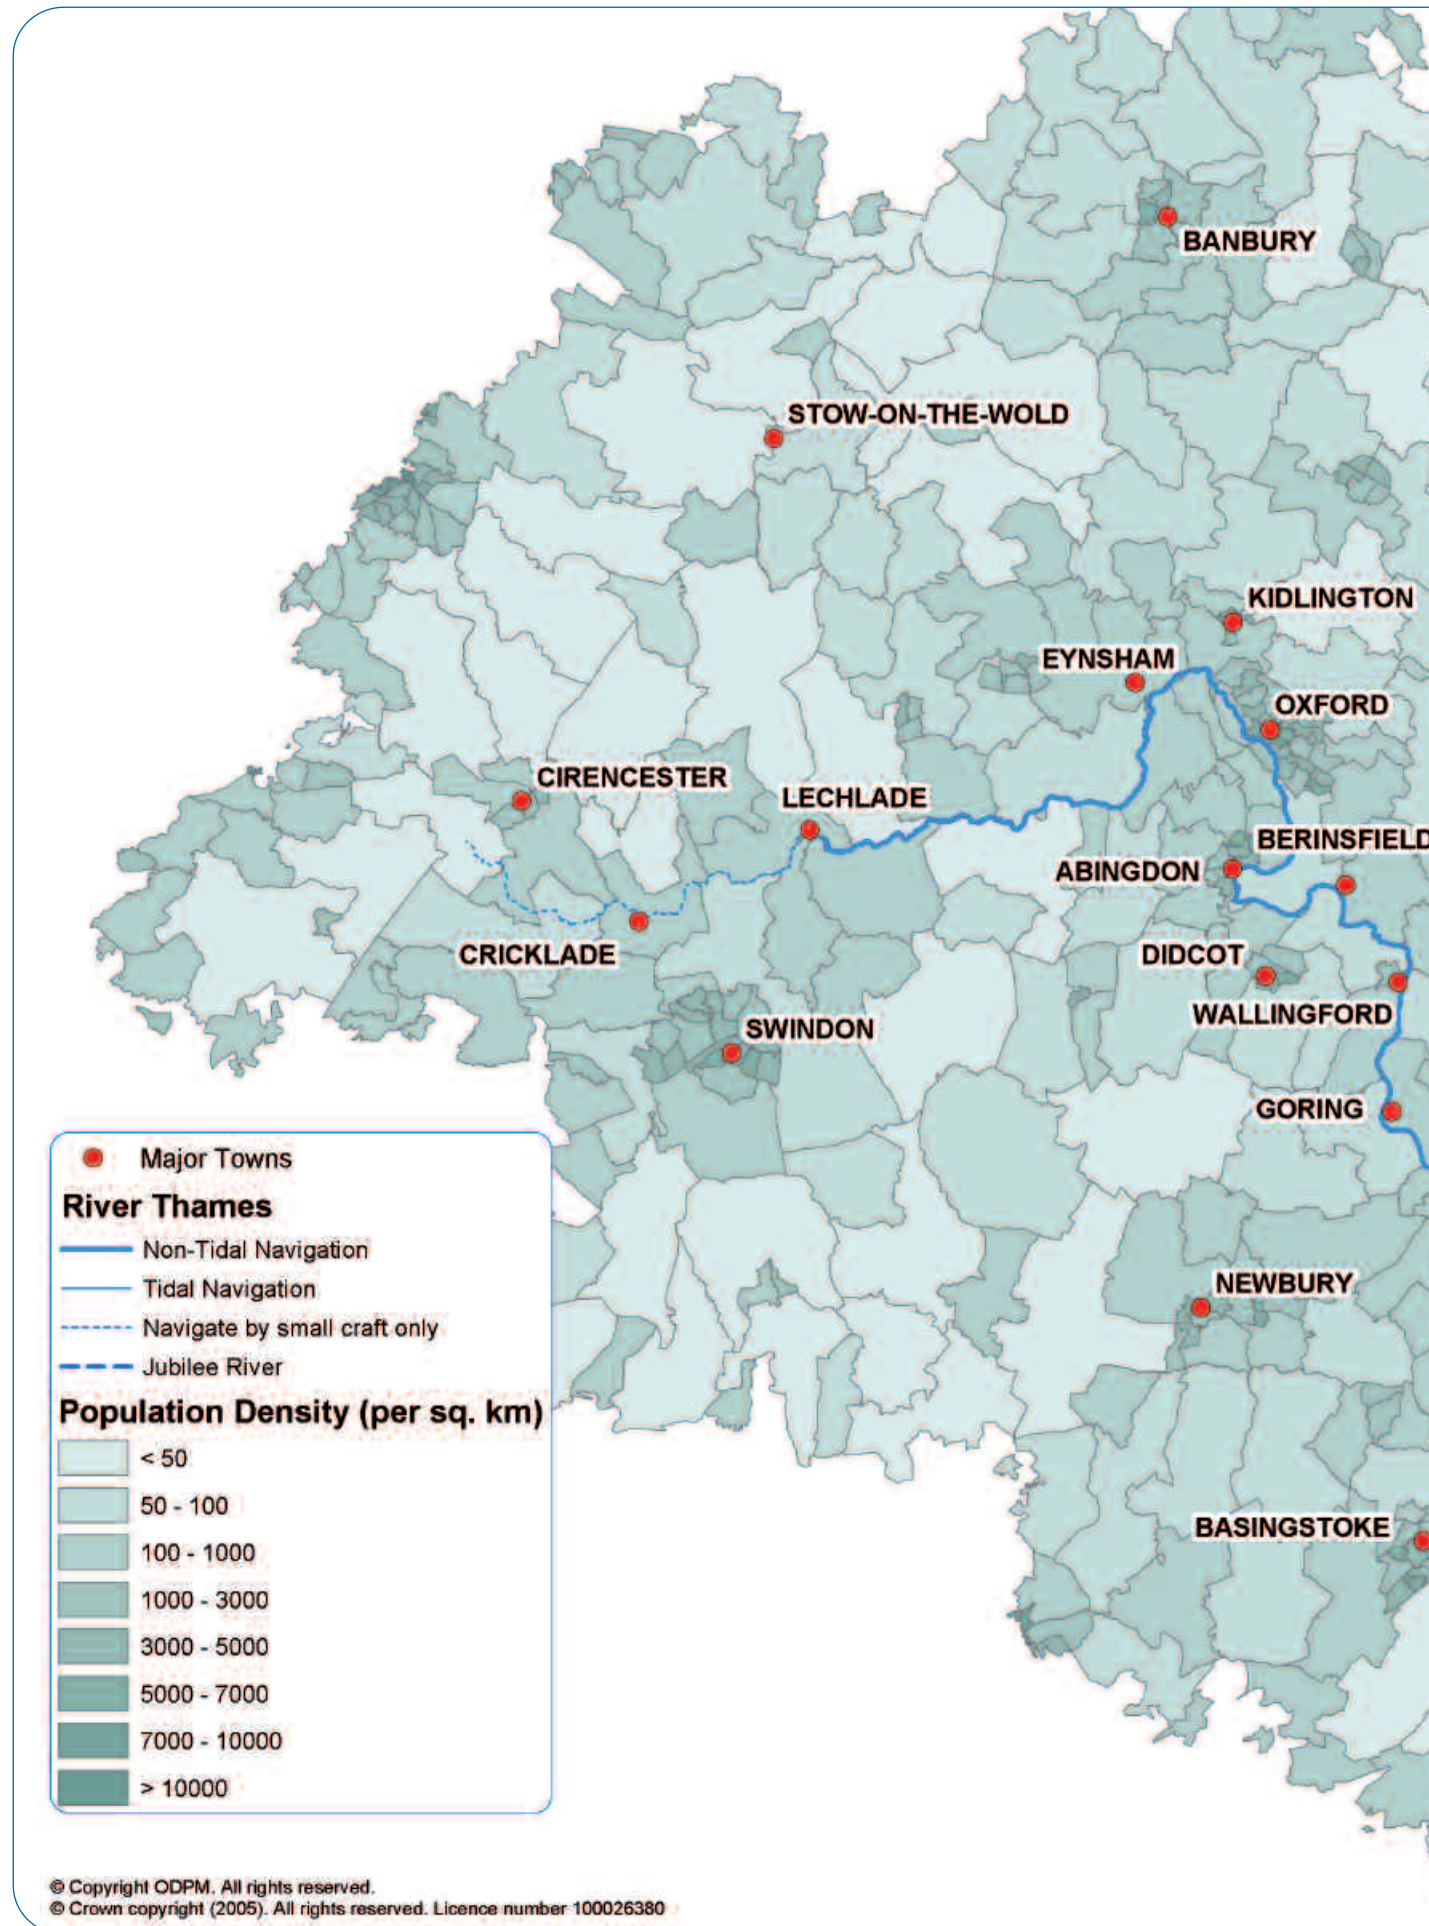 BANBURY
STOW-ON-THE-WOLD
KIDLINGTON
EYNSHAM
OXFORD
CIRENCESTER
LECHLADE
BERINSFIELD
ABINGDON
CRICKLADE
DIDCOT
WALLINGFORD
SWINDON
GORING
Major Towns
River Thames
Non-Tidal Navigation
Tidal Navigation
Navigate by small craft only
Jubilee River
NEWBURY
Population Density (per sq. km)
< 50
50 - 100
100 - 1000
1000 - 3000
3000 - 5000
5000 - 7000
7000 - 10000
> 10000
BASINGSTOKE
© Copyright ODPM. All rights reserved.
© Crown copyright (2005). All rights reserved. Licence number 100026380